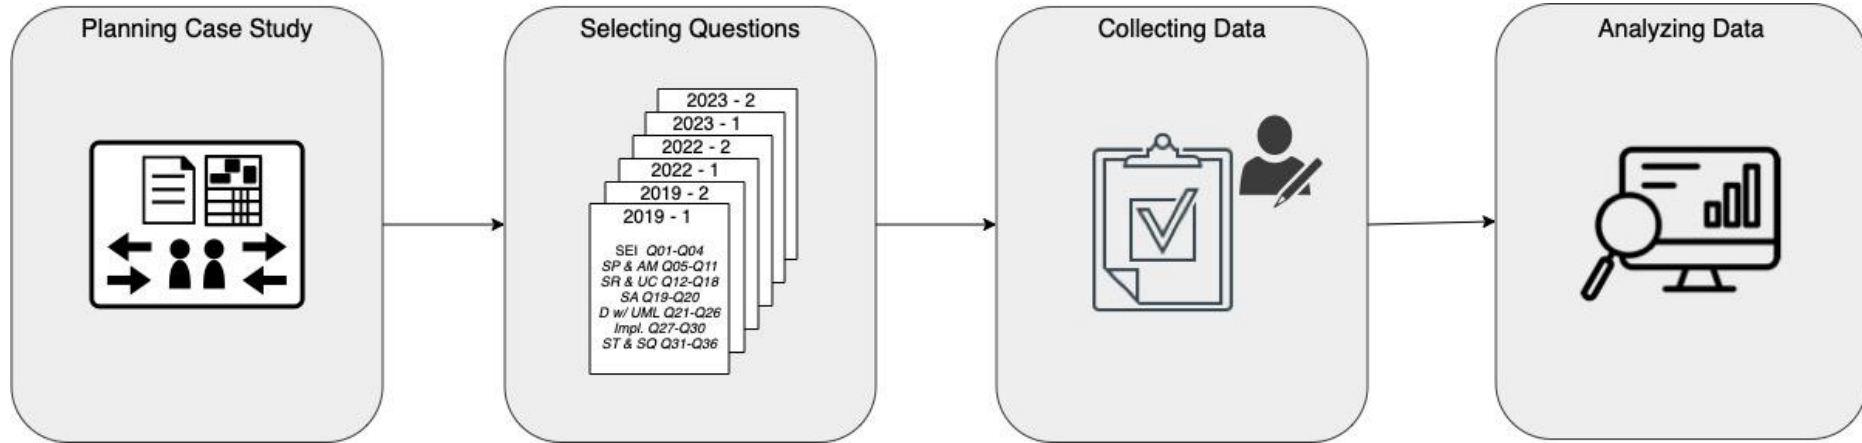 Planning Case Study
Selecting Questions
2023 - 2
2023 - 1
2022 - 2
2022 - 1
2019 - 2
2019 - 1
SEI Q01-Q04
SP & AM Q05-Q11
SR & UC Q12-Q18
SA Q19-Q20
D w/ UML Q21-Q26
Impl. Q27-Q30
ST & SQ Q31-Q36
Collecting Data
Analyzing Data